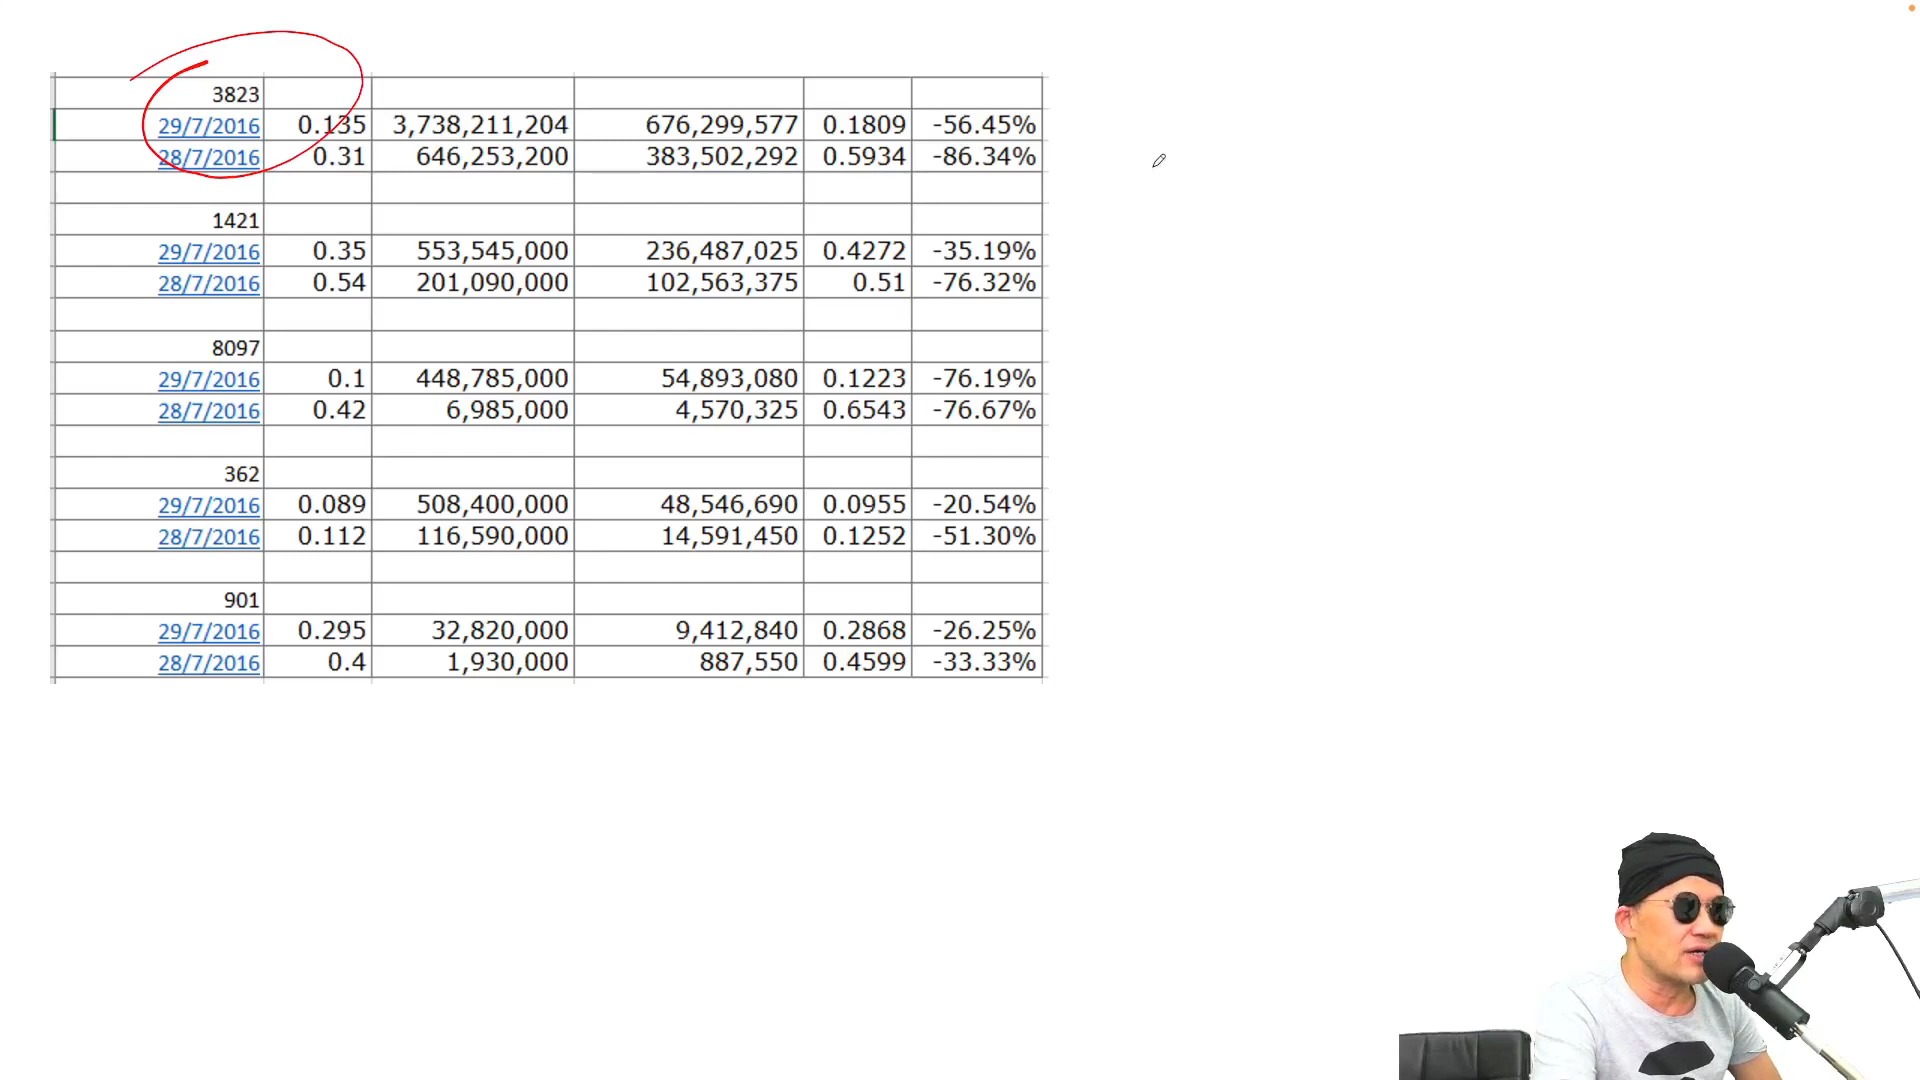 3823
29/7/2016 0.135 3,738,211,204 676,299,577 0.1809 -56.45%
28/7/2016 0.31 646,253,200 383,502,292 0.5934 -86.34%
1421
29/7/2016 0.35 553,545,000 236,487,025 0.4272 -35.19%
28/7/2016 0.54 201,090,000 102,563,375 0.51 -76.32%
8097
29/7/2016 0.1 448,785,000 54,893,080 0.1223 -76.19%
28/7/2016 0.42 6,985,000 4,570,325 0.6543 -76.67%
362
29/7/2016 0.089 508,400,000 48,546,690 0.0955 -20.54%
28/7/2016 0.112 116,590,000 14,591,450 0.1252 -51.30%
901
29/7/2016 0.295 32,820,000 9,412,840 0.2868 -26.25%
28/7/2016 0.4 1,930,000 887,550 0.4599 -33.33%